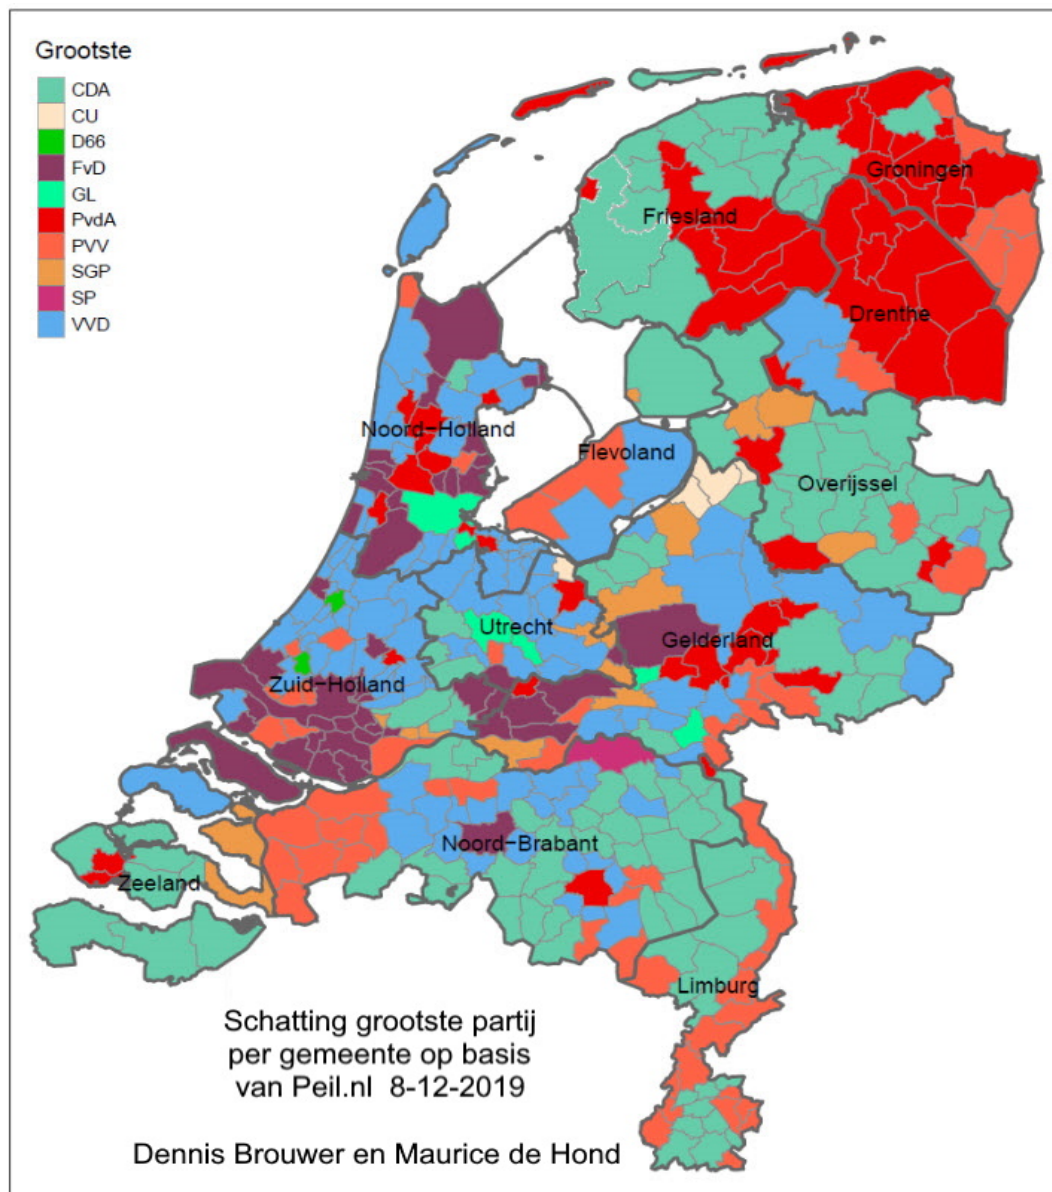 Grootste
CDA
CU
D66
FvD
GL
PvdA
PVV
SGP
SP
VVD
Groningen
Friesland
Drenthe
Noord-Holland
Flevoland
Overijssel
Utrecht
Gelderland
Zuid-Holland
Noord-Brabant
Zeeland
Limburg
Schatting grootste partij
per gemeente op basis
van Peil.nl 8-12-2019
Dennis Brouwer en Maurice de Hond